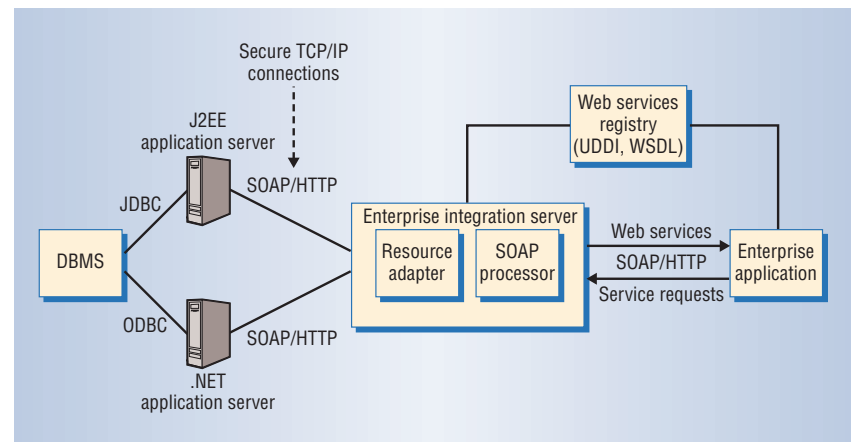 Secure TCP/IP
connections
J2EE
application server
Web services
registry
(UDDI, WSDL)
JDBC
SOAP/HTTP
Enterprise integration server
DBMS
Resource
adapter
SOAP
processor
Web services
SOAP/HTTP
Service requests
Enterprise
application
ODBC
SOAP/HTTP
.NET
application server